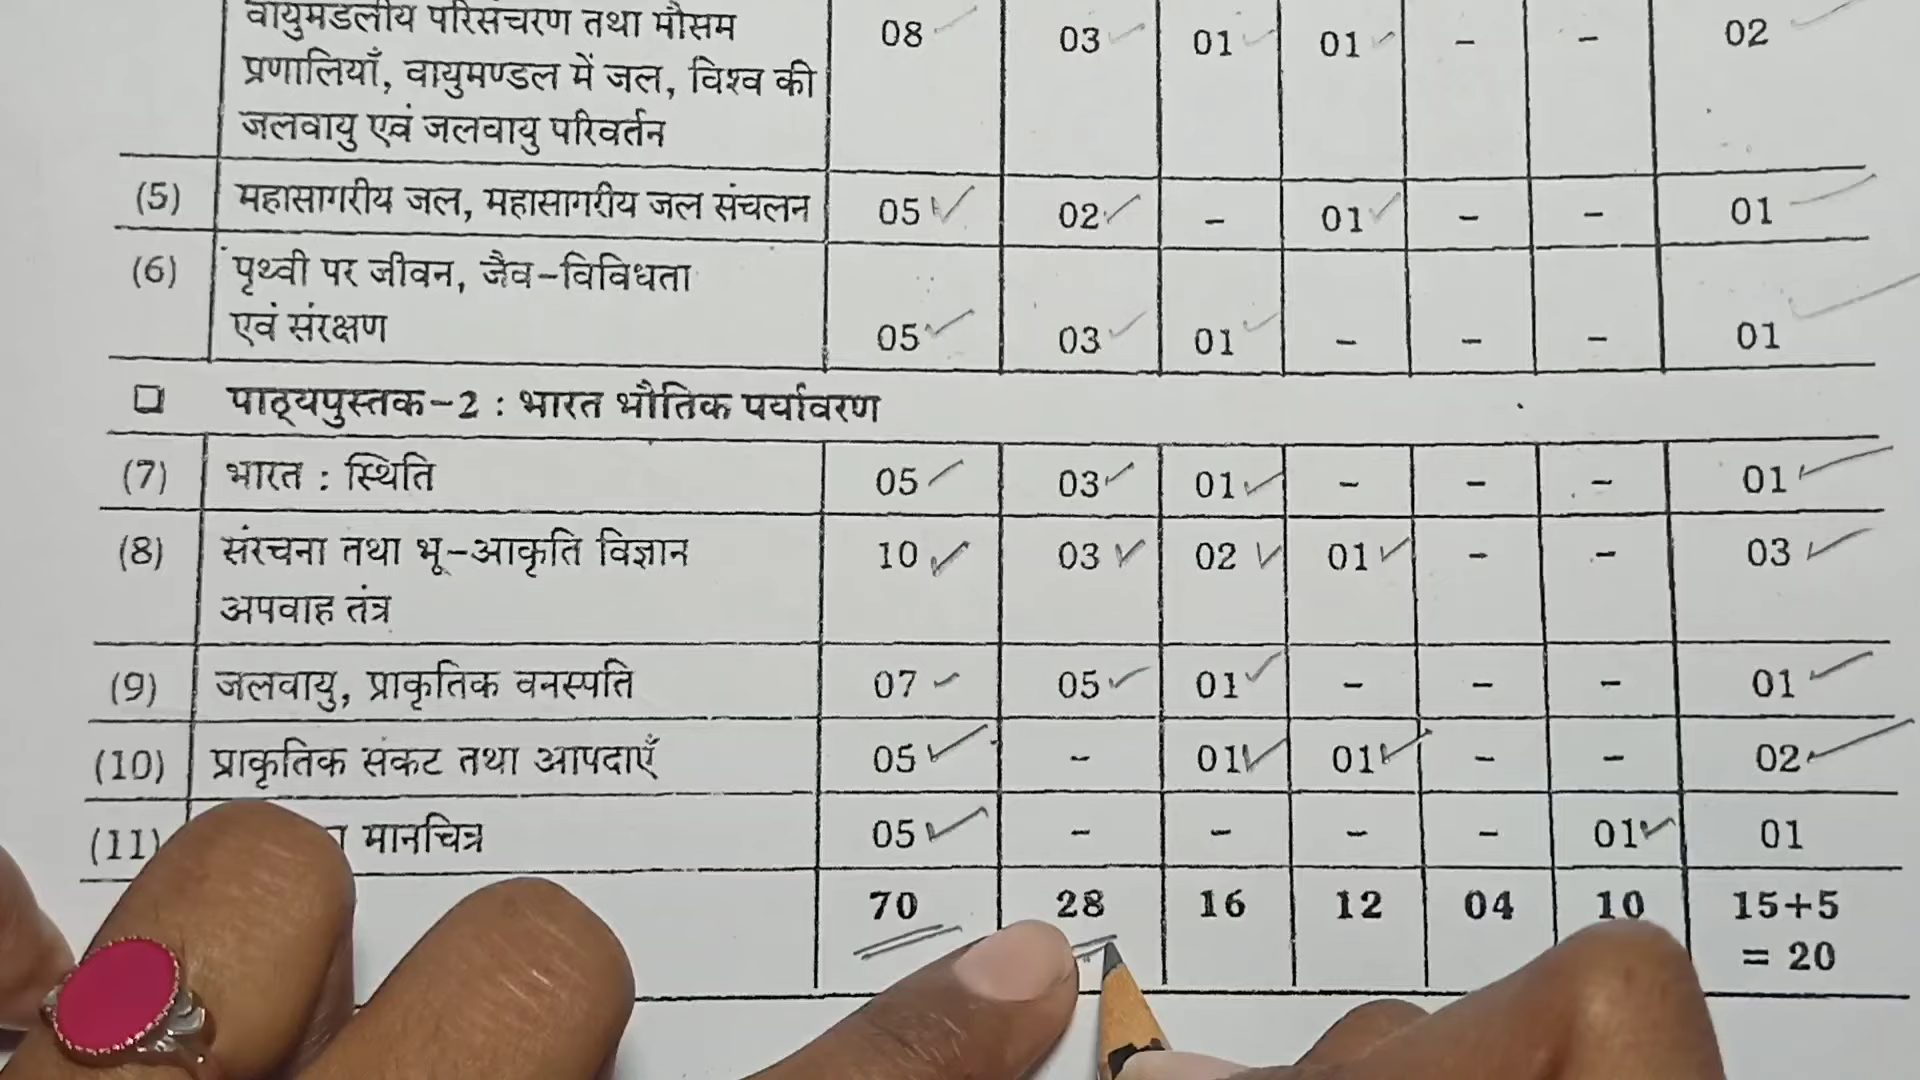 वायुमंडलीय परिसंचरण तथा मौसम 08 03 01 01 - - 02
प्रणालियाँ, वायुमण्डल में जल, विश्व की
जलवायु एवं जलवायु परिवर्तन
(5) महासागरीय जल, महासागरीय जल संचलन 05 02 - 01 - - 01
(6) पृथ्वी पर जीवन, जैव-विविधता
एवं संरक्षण 05 03 01 - - - 01
पाठ्यपुस्तक-2 : भारत भौतिक पर्यावरण
(7) भारत : स्थिति 05 03 01 - - - 01
(8) संरचना तथा भू-आकृति विज्ञान 10 03 02 01 - - 03
अपवाह तंत्र
(9) जलवायु, प्राकृतिक वनस्पति 07 05 01 - - - 01
(10) प्राकृतिक संकट तथा आपदाएँ 05 - 01 01 - - 02
(11) मानचित्र 05 - - - - 01 01
70 28 16 12 04 10 15+5
= 20